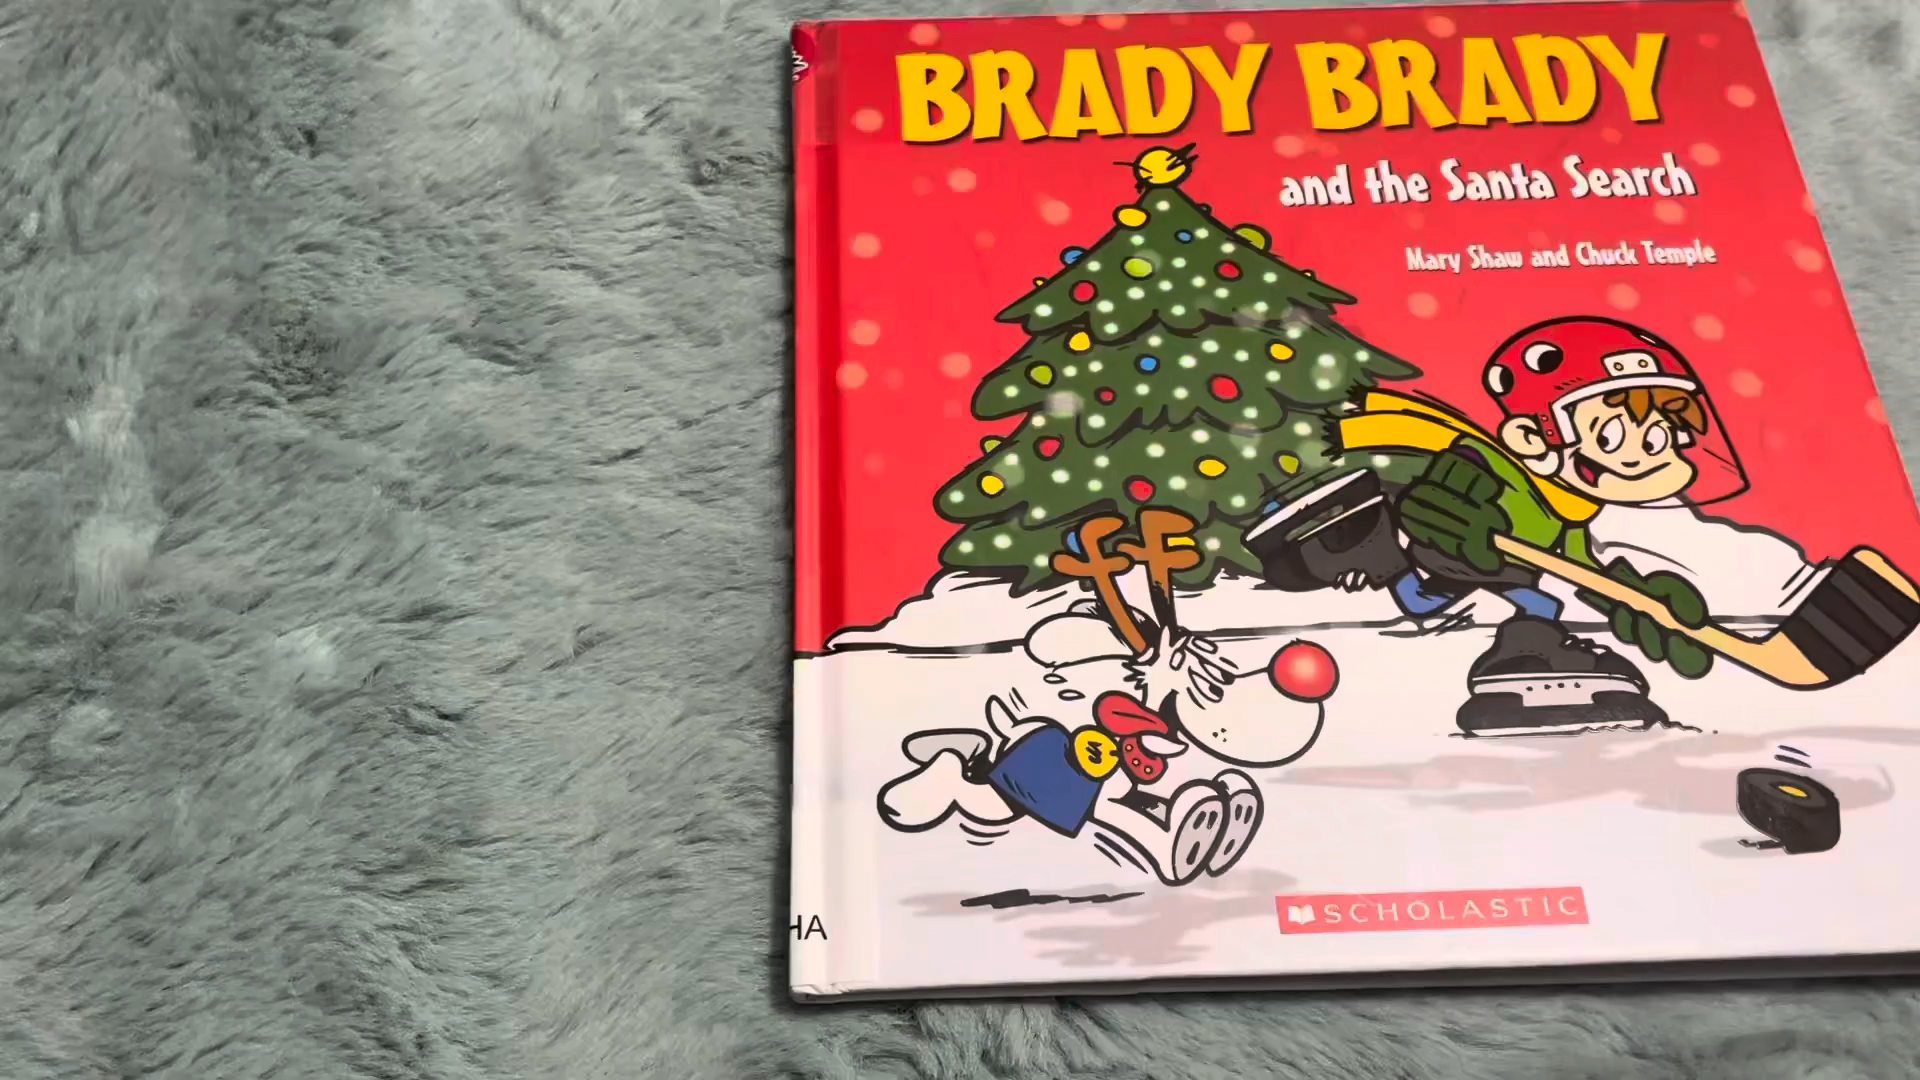 BRADY BRADY
and the Santa Search
Mary Shaw and Chuck Temple
SCHOLASTIC
HA